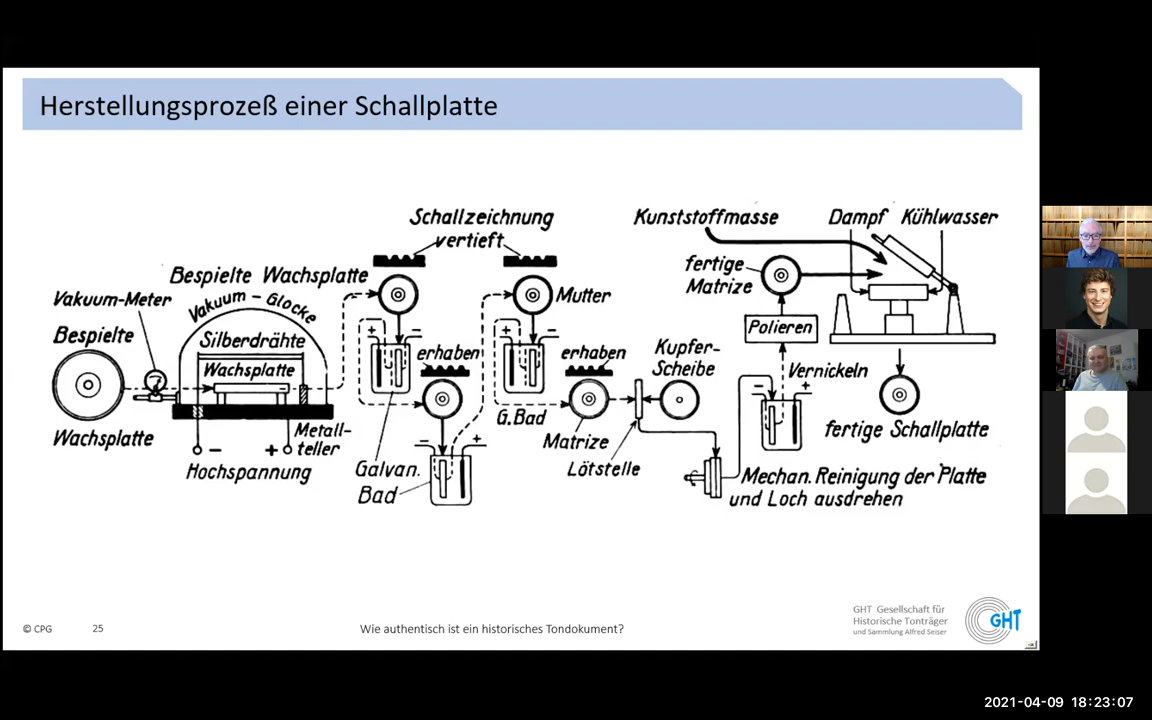 Herstellungsprozeß einer Schallplatte
Schallzeichnung
vertieft
Kunststoffmasse
Dampf
Kühlwasser
Bespielte Wachsplatte
Vakuum-Glocke
Vakuum-Meter
Bespielte
Wachsplatte
Silberdrähte
Wachsplatte
Metall-
teller
-
+
Hochspannung
+
-
erhaben
Galvan.
Bad
-
+
Mutter
+
-
G.Bad
erhaben
Matrize
Lötstelle
Kupfer-
Scheibe
fertige
Matrize
Polieren
Vernickeln
-
+
Mechan. Reinigung der Platte
und Loch ausdrehen
fertige Schallplatte
© CPG
25
Wie authentisch ist ein historisches Tondokument?
GHT Gesellschaft für
Historische Tonträger
und Sammlung Alfred Seiser
GHT
2021-04-09 18:23:07